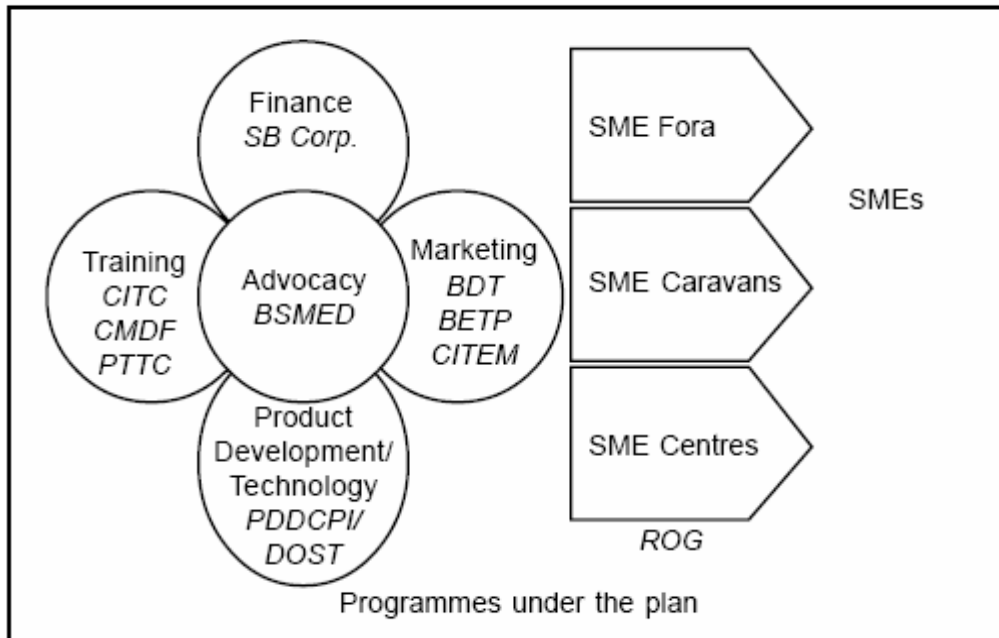 Finance
SB Corp.
Training
CITC
CMDF
PTTC
Advocacy
BSMED
Marketing
BDT
BETP
CITEM
Product
Development/
Technology
PDDCPI/
DOST
SME Fora
SME Caravans
SME Centres
ROG
SMEs
Programmes under the plan